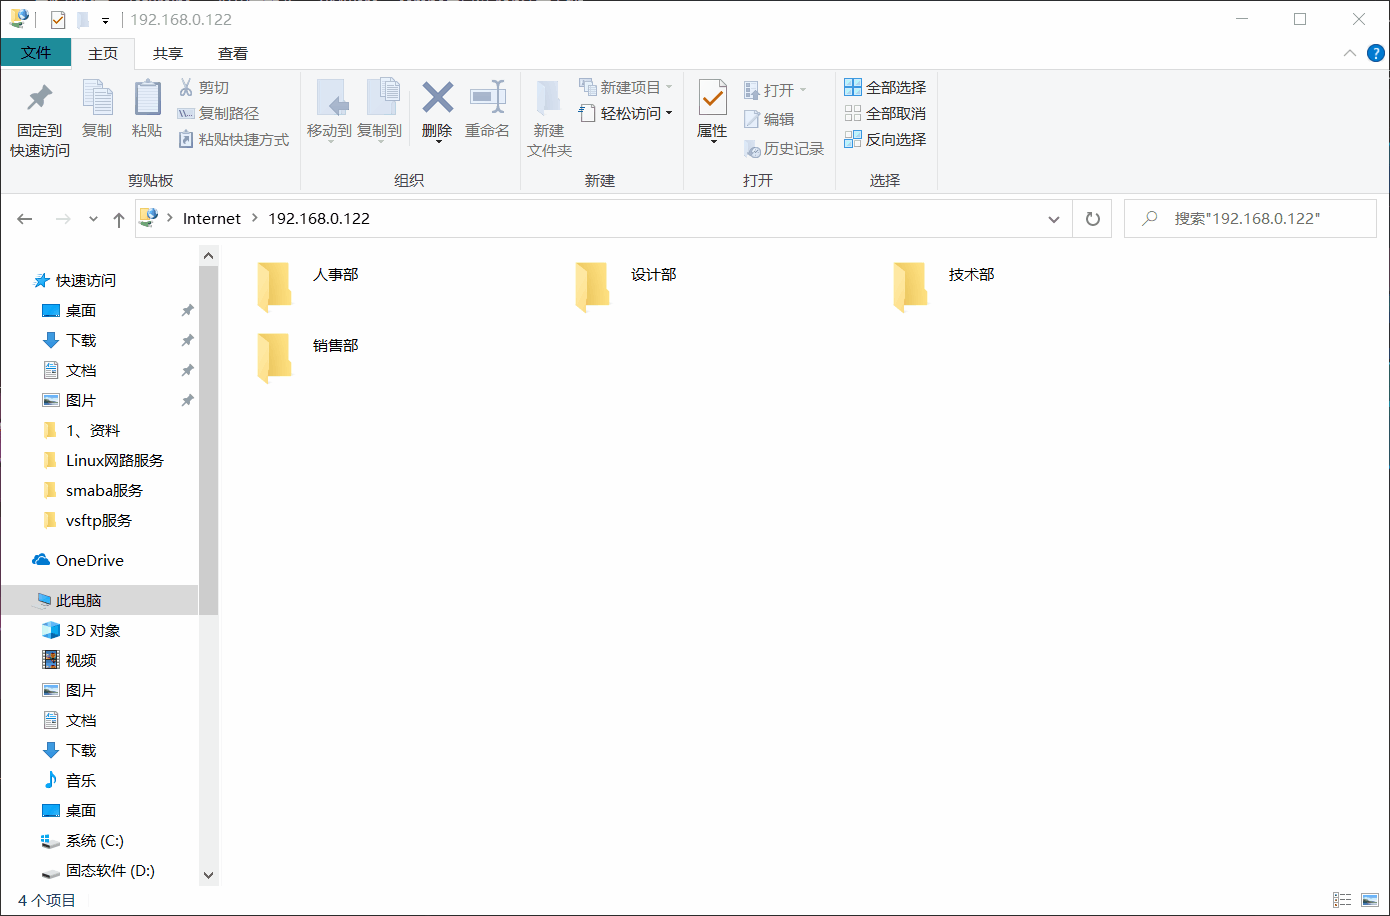 192.168.0.122
文件 主页 共享 查看
固定到
快速访问
复制
粘贴
剪切
复制路径
粘贴快捷方式
剪贴板
移动到
复制到
删除
重命名
组织
新建
文件夹
新建项目
轻松访问
新建
属性
打开
编辑
历史记录
打开
全部选择
全部取消
反向选择
选择
Internet 192.168.0.122
搜索"192.168.0.122"
快速访问
桌面
下载
文档
图片
1、资料
Linux网路服务
smaba服务
vsftp服务
OneDrive
此电脑
3D 对象
视频
图片
文档
下载
音乐
桌面
系统 (C:)
固态软件 (D:)
人事部
设计部
技术部
销售部
4 个项目